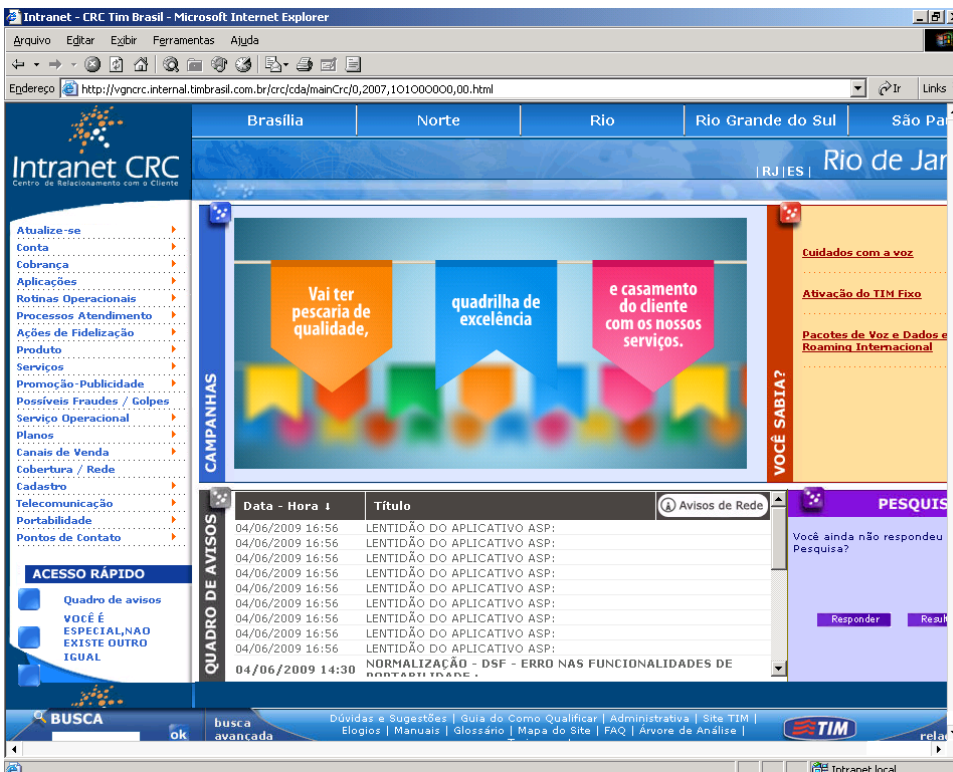 Intranet - CRC Tim Brasil - Microsoft Internet Explorer
Arquivo Editar Exibir Ferramentas Ajuda
Endereço http://vgncrc.internal.timbrasil.com.br/crc/cda/mainCrc/0,2007,101000000,00.html Ir Links
Brasília Norte Rio Rio Grande do Sul São Pau
Intranet CRC
Centro de Relacionamento com o Cliente
|RJ|ES| Rio de Jan
Atualize-se
Conta
Cobrança
Aplicações
Rotinas Operacionais
Processos Atendimento
Ações de Fidelização
Produto
Serviços
Promoção-Publicidade
Possíveis Fraudes / Golpes
Serviço Operacional
Planos
Canais de Venda
Cobertura / Rede
Cadastro
Telecomunicação
Portabilidade
Pontos de Contato
ACESSO RÁPIDO
Quadro de avisos
VOCÊ É
ESPECIAL,NAO
EXISTE OUTRO
IGUAL
CAMPANHAS
Vai ter
pescaria de
qualidade,
quadrilha de
excelência
e casamento
do cliente
com os nossos
serviços.
VOCÊ SABIA?
Cuidados com a voz
Ativação do TIM Fixo
Pacotes de Voz e Dados e
Roaming Internacional
QUADRO DE AVISOS
Data - Hora ↓ Título Avisos de Rede
04/06/2009 16:56 LENTIDÃO DO APLICATIVO ASP:
04/06/2009 16:56 LENTIDÃO DO APLICATIVO ASP:
04/06/2009 16:56 LENTIDÃO DO APLICATIVO ASP:
04/06/2009 16:56 LENTIDÃO DO APLICATIVO ASP:
04/06/2009 16:56 LENTIDÃO DO APLICATIVO ASP:
04/06/2009 16:56 LENTIDÃO DO APLICATIVO ASP:
04/06/2009 16:56 LENTIDÃO DO APLICATIVO ASP:
04/06/2009 16:56 LENTIDÃO DO APLICATIVO ASP:
04/06/2009 16:56 LENTIDÃO DO APLICATIVO ASP:
04/06/2009 14:30 NORMALIZAÇÃO - DSF - ERRO NAS FUNCIONALIDADES DE
PORTABILIDADE :
PESQUIS
Você ainda não respondeu
Pesquisa?
Responder Resul
BUSCA
ok
busca
avançada
Dúvidas e Sugestões | Guia do Como Qualificar | Administrativa | Site TIM |
Elogios | Manuais | Glossário | Mapa do Site | FAQ | Árvore de Análise |
TIM
rela
Intranet local